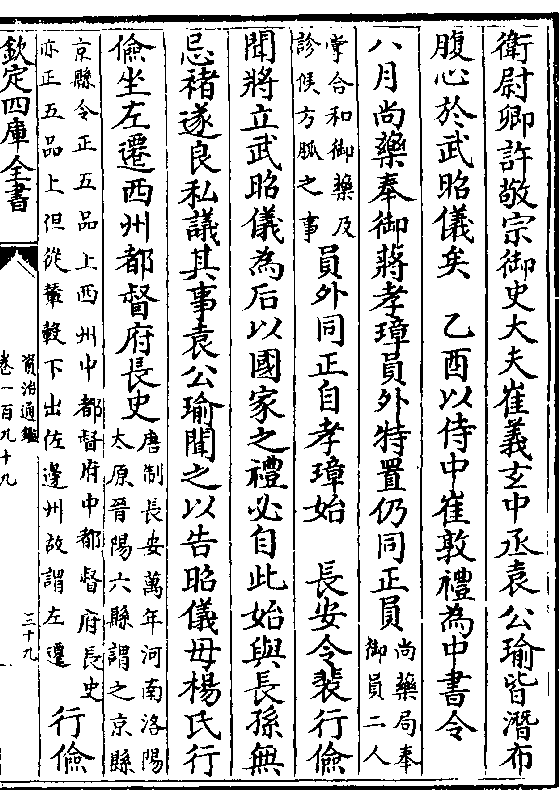 衛尉卿許敬宗御史大夫崔義玄中丞袁公瑜皆潛布
腹心於武昭儀矣　乙酉以侍中崔敦禮為中書令
八月尚藥奉御蔣孝璋員外特置仍同正員尚藥局奉御員二人
掌合和御藥及診候方脈之事員外同正自孝璋始　長安令裴行儉
聞將立武昭儀為后以國家之禮必自此始與長孫無
忌褚遂良私議其事袁公瑜聞之以告昭儀母楊氏行
儉坐左遷西州都督府長史唐制長安萬年河南洛陽太原晉陽六縣謂之京縣
京縣令正五品上西州中都督府中都督府長史亦正五品上但從輦轂下出佐邊州故謂左遷行儉
欽定四庫全書
資治通鑑
卷一百九十九
三十九